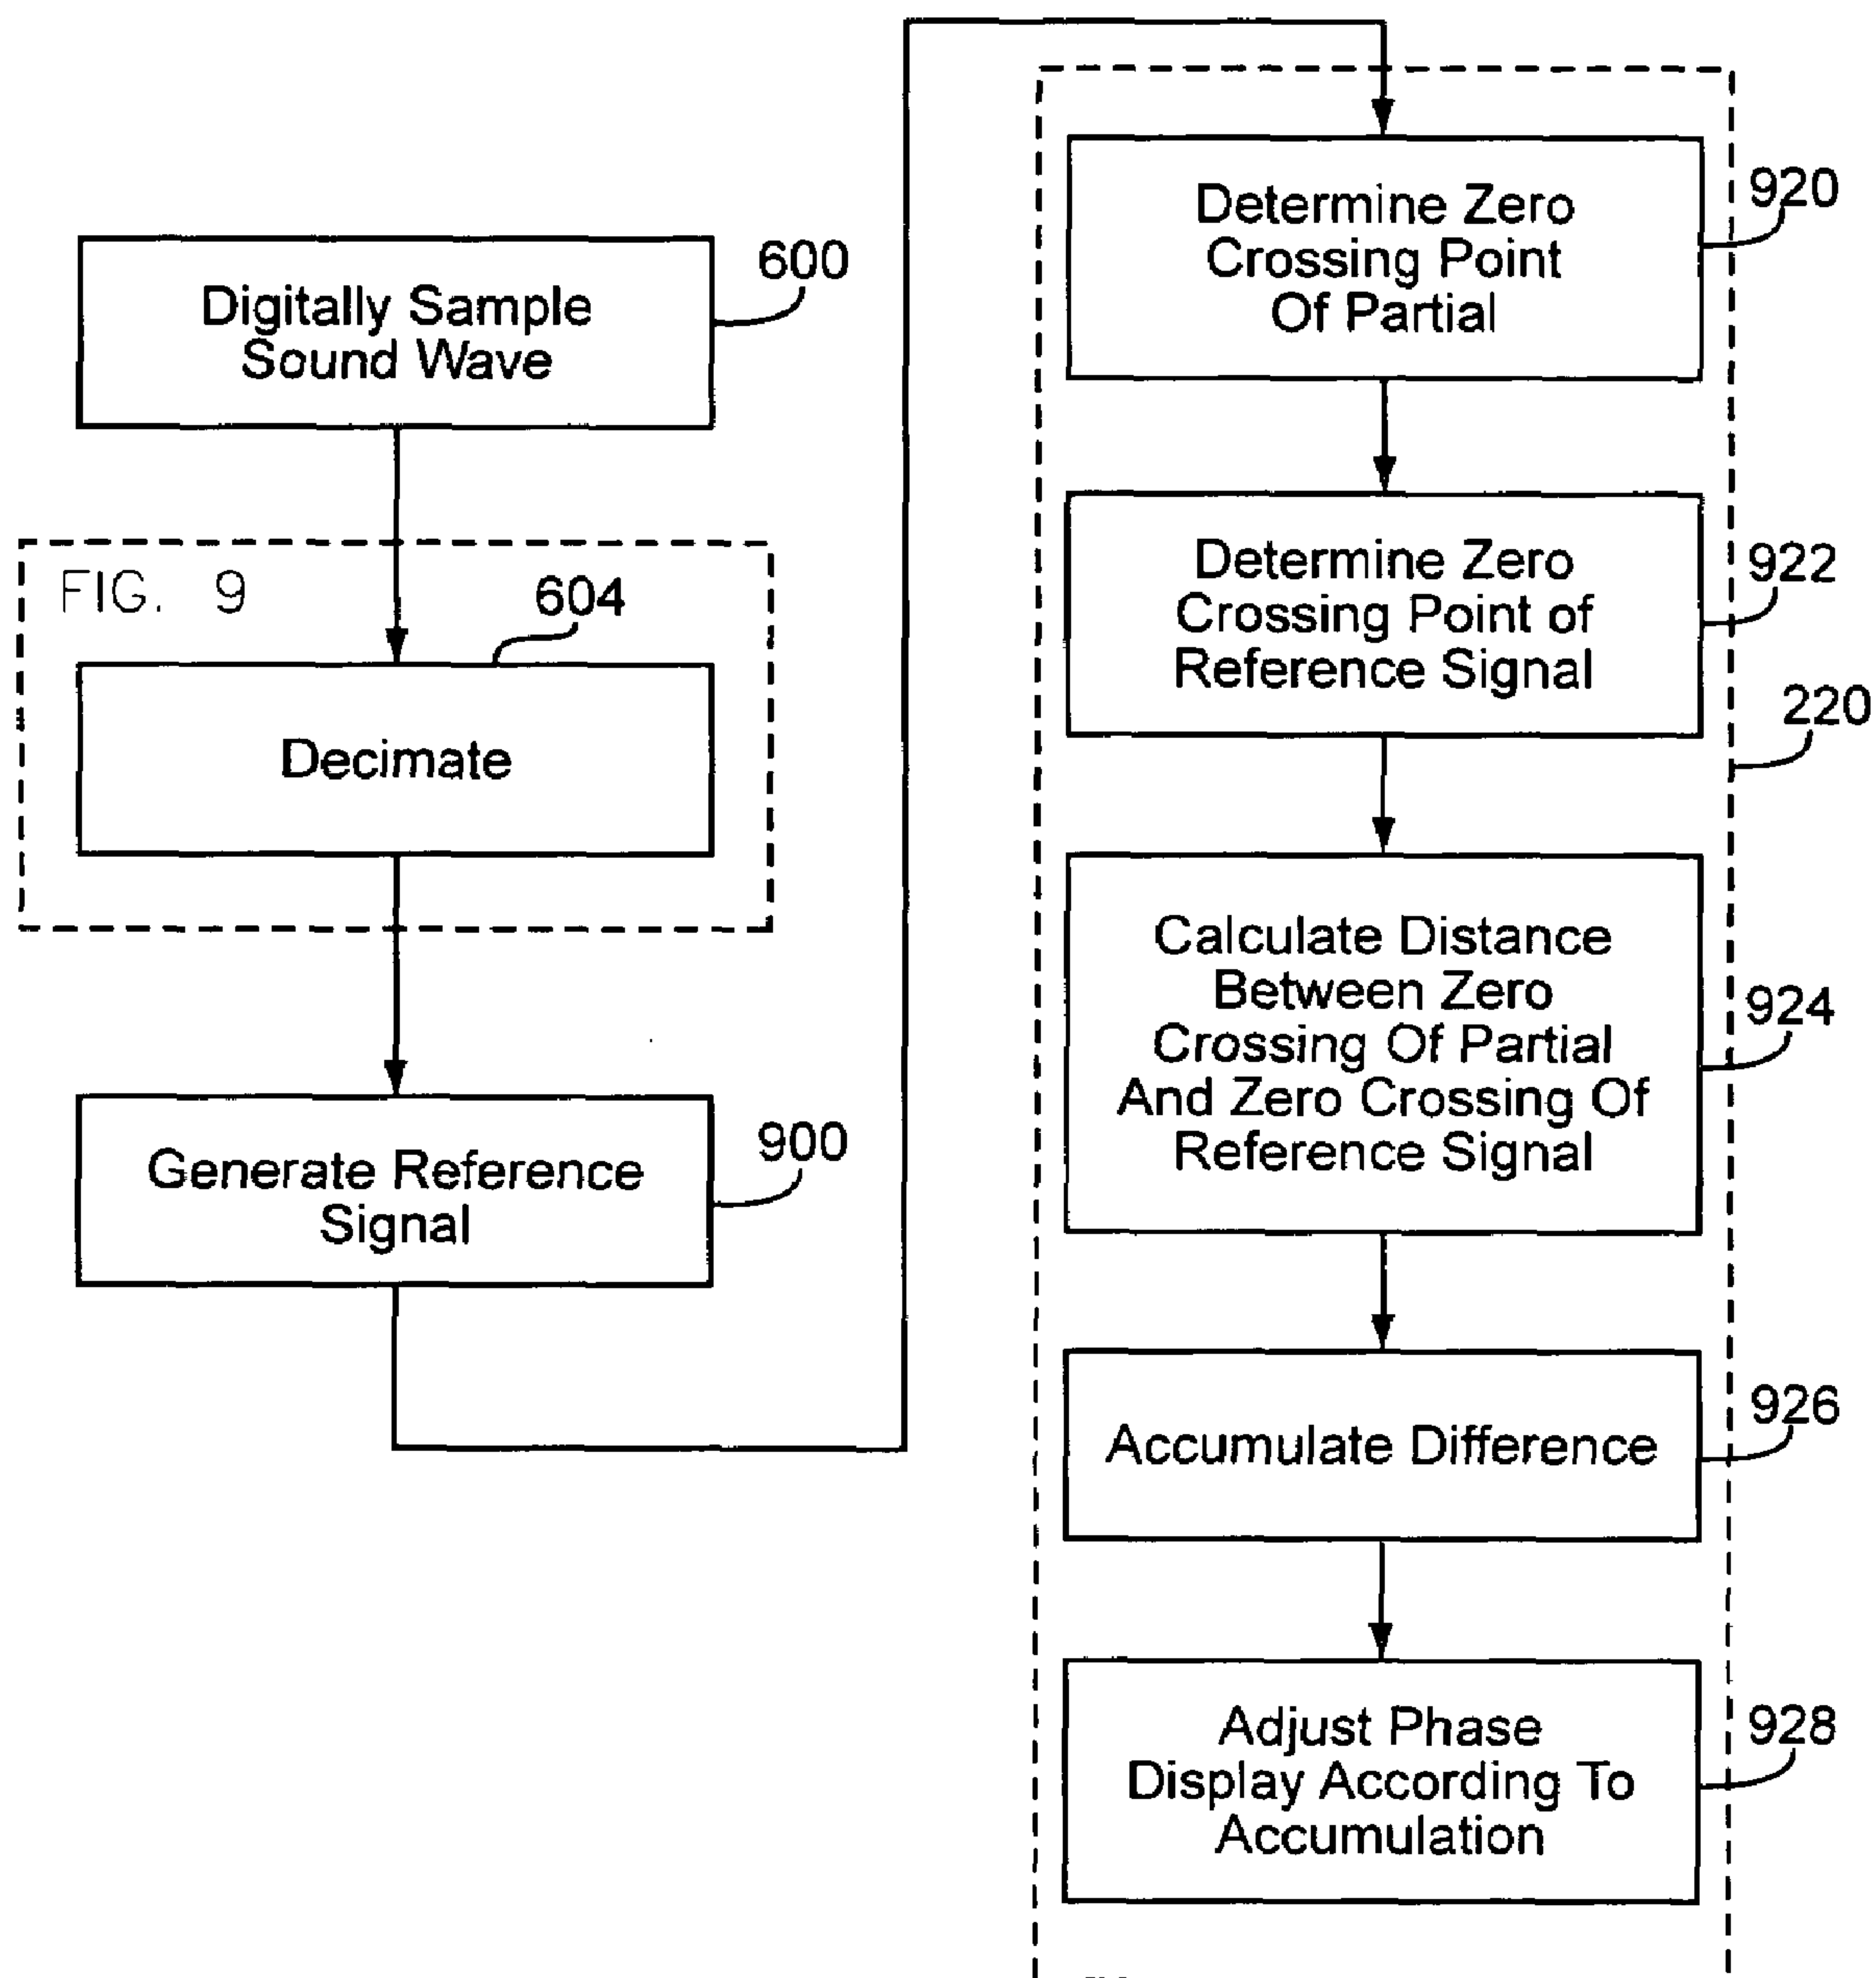 Digitally Sample
Sound Wave
600
FIG. 9
604
Decimate
Generate Reference
Signal
900
Determine Zero
Crossing Point
Of Partial
920
Determine Zero
Crossing Point of
Reference Signal
922
220
Calculate Distance
Between Zero
Crossing Of Partial
And Zero Crossing Of
Reference Signal
924
Accumulate Difference
926
Adjust Phase
Display According To
Accumulation
928